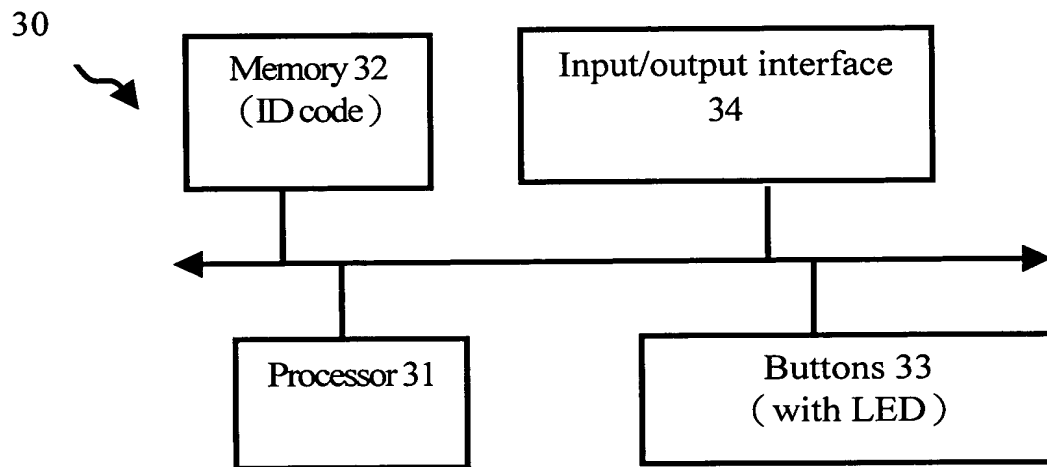 30
Memory 32
（ID code）
Input/output interface
34
Processor 31
Buttons 33
（with LED）